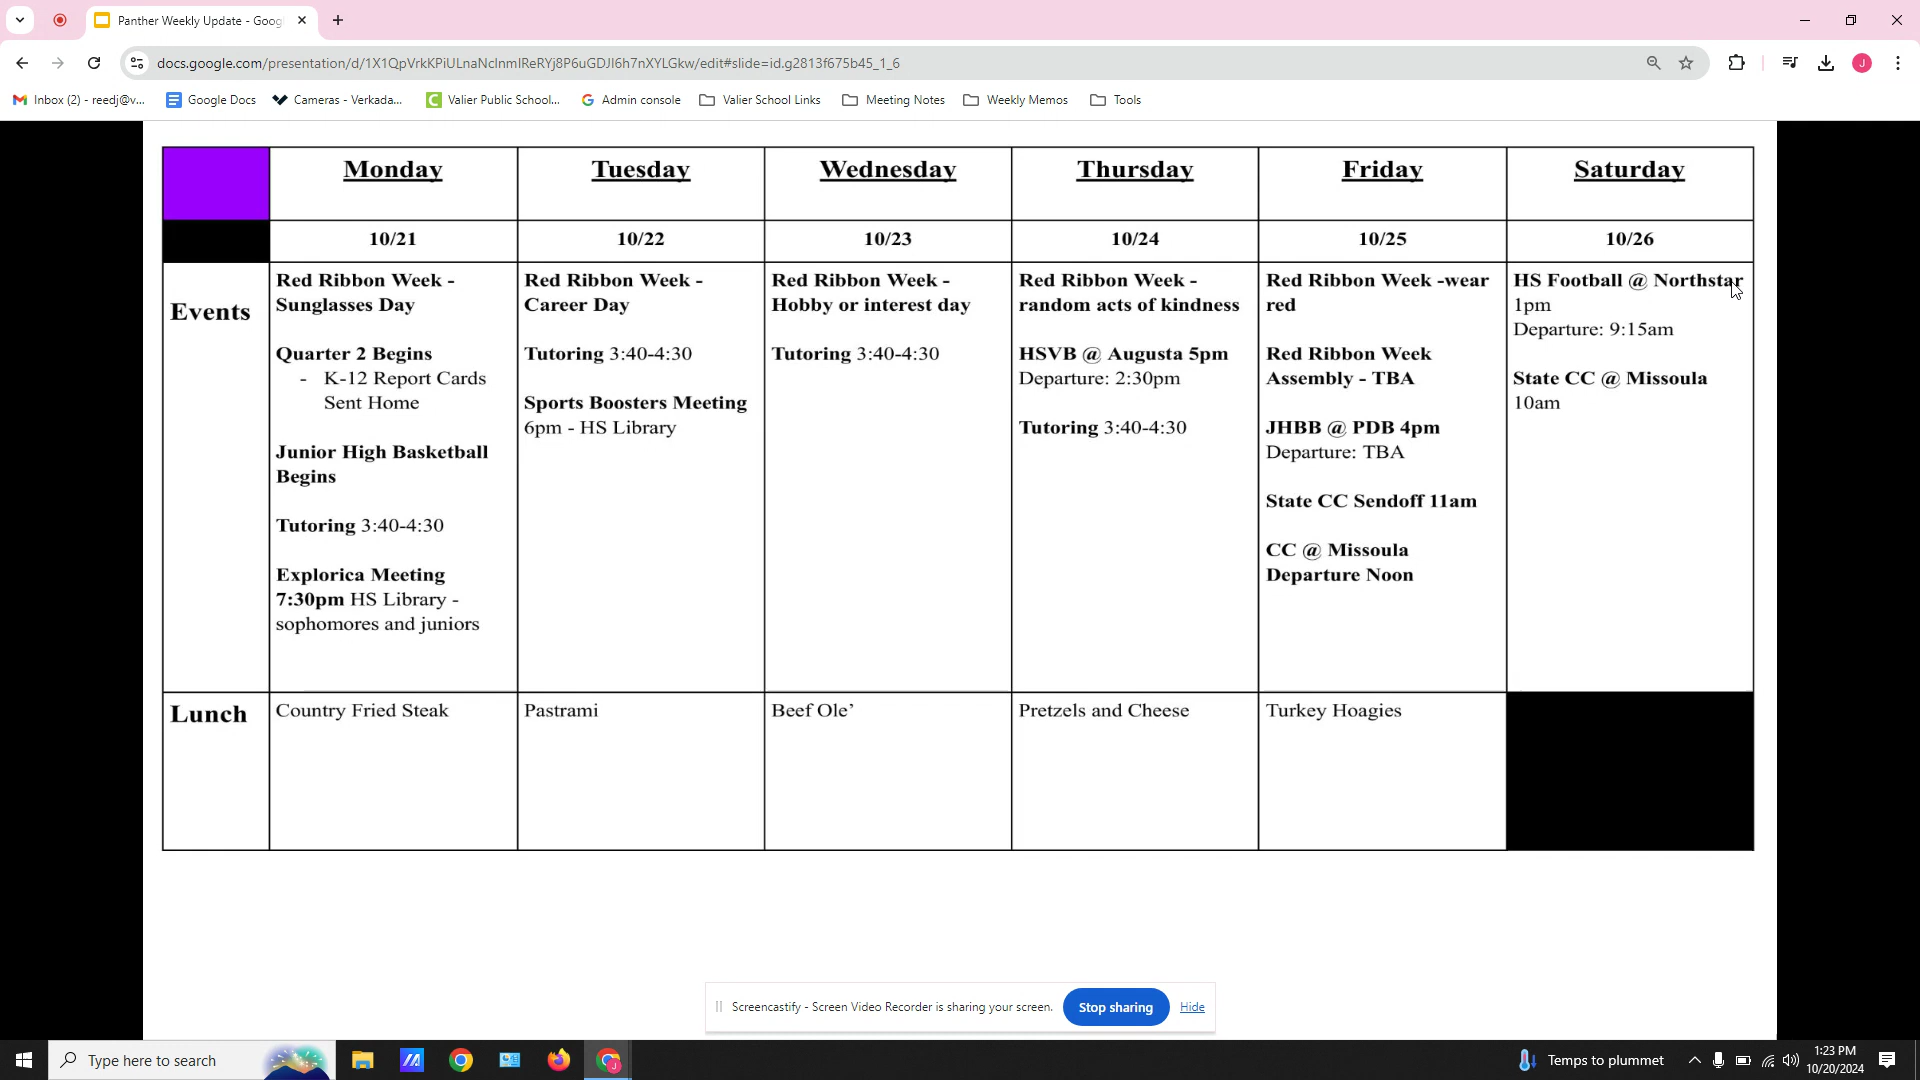 Panther Weekly Update - Goog
docs.google.com/presentation/d/1X1QpVrkKPiULnaNclnmIReRYj8P6uGDJI6h7nXYLGkw/edit#slide=id.g2813f675b45_1_6
J
Inbox (2) - reedj@v...
Google Docs
Cameras - Verkada...
Valier Public School...
Admin console
Valier School Links
Meeting Notes
Weekly Memos
Tools
Monday
Tuesday
Wednesday
Thursday
Friday
Saturday
10/21
10/22
10/23
10/24
10/25
10/26
Events
Red Ribbon Week -
Sunglasses Day
Quarter 2 Begins
- K-12 Report Cards
Sent Home
Junior High Basketball
Begins
Tutoring 3:40-4:30
Explorica Meeting
7:30pm HS Library -
sophomores and juniors
Red Ribbon Week -
Career Day
Tutoring 3:40-4:30
Sports Boosters Meeting
6pm - HS Library
Red Ribbon Week -
Hobby or interest day
Tutoring 3:40-4:30
Red Ribbon Week -
random acts of kindness
HSVB @ Augusta 5pm
Departure: 2:30pm
Tutoring 3:40-4:30
Red Ribbon Week -wear
red
Red Ribbon Week
Assembly - TBA
JHBB @ PDB 4pm
Departure: TBA
State CC Sendoff 11am
CC @ Missoula
Departure Noon
HS Football @ Northstar
1pm
Departure: 9:15am
State CC @ Missoula
10am
Lunch
Country Fried Steak
Pastrami
Beef Ole’
Pretzels and Cheese
Turkey Hoagies
Screencastify - Screen Video Recorder is sharing your screen.
Stop sharing
Hide
Type here to search
Temps to plummet
1:23 PM
10/20/2024